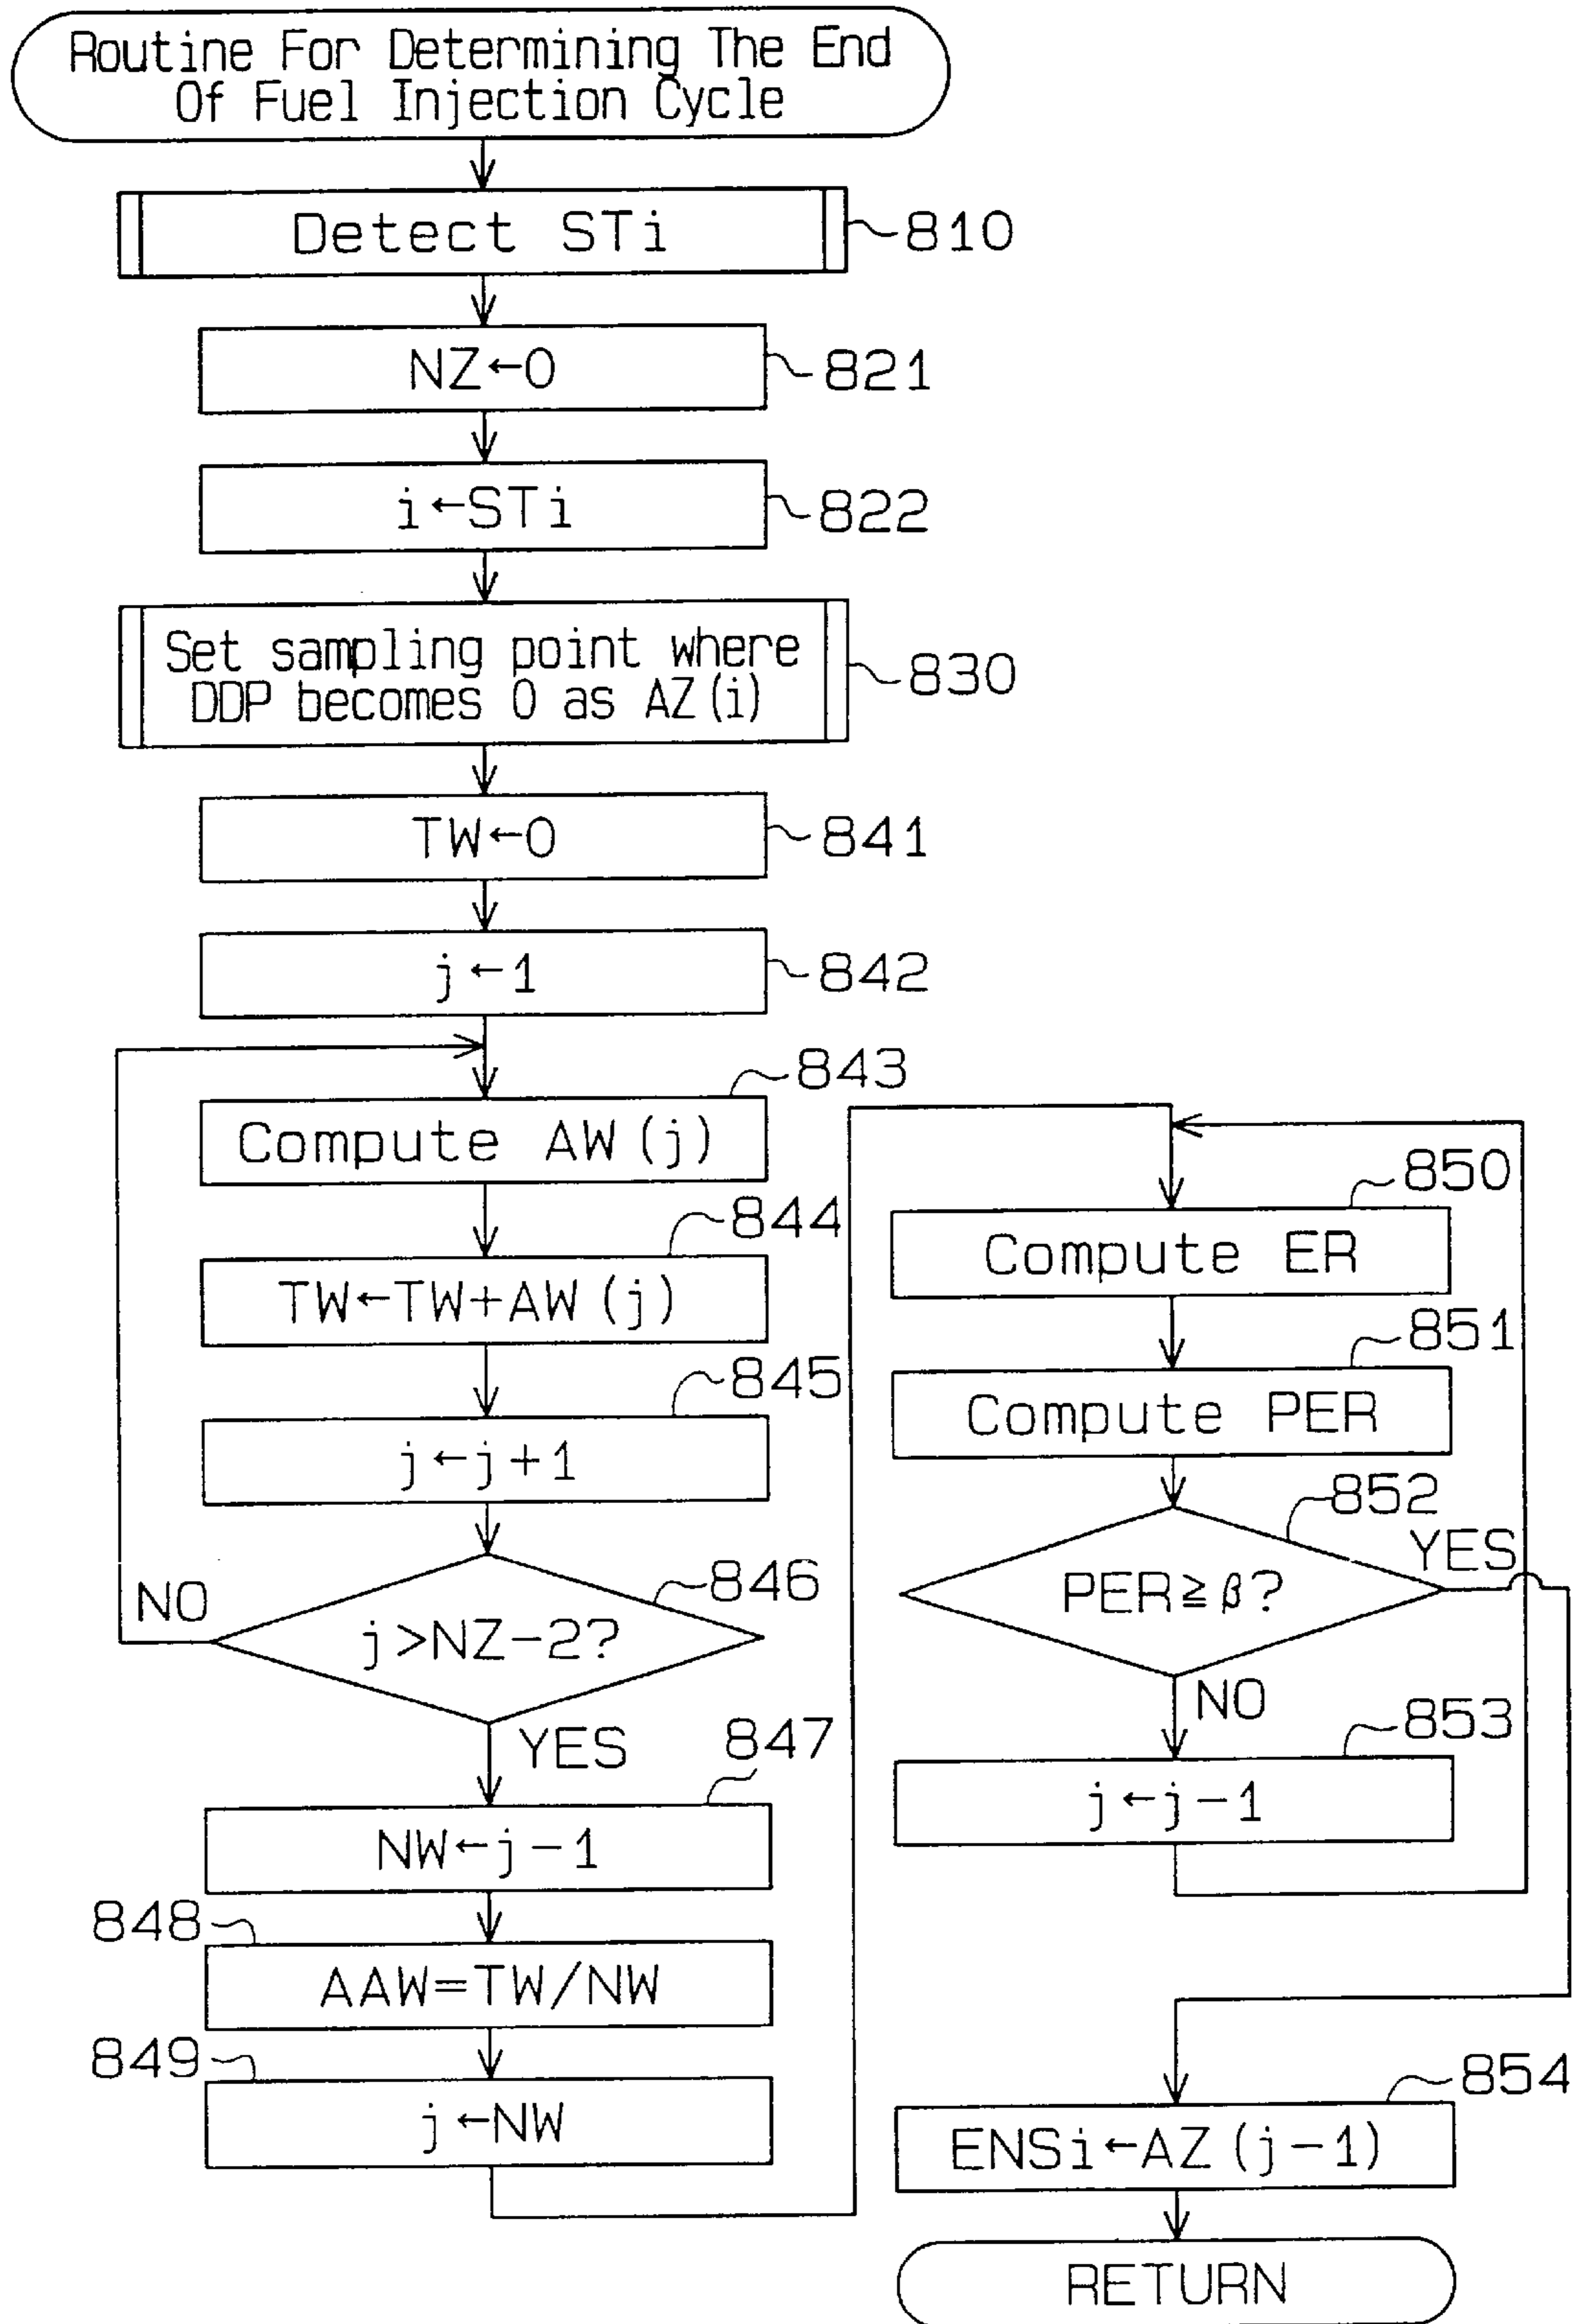 Routine For Determining The End
Of Fuel Injection Cycle
Detect STi
810
NZ←0
821
i←STi
822
Set sampling point where
DDP becomes 0 as AZ(i)
830
TW←0
841
j←1
842
843
Compute AW(j)
844
TW←TW+AW(j)
845
j←j+1
846
NO
j>NZ-2?
YES
847
NW←j-1
848
AAW=TW/NW
849
j←NW
850
Compute ER
851
Compute PER
852
YES
PER≧β?
NO
853
j←j-1
854
ENSi←AZ(j-1)
RETURN